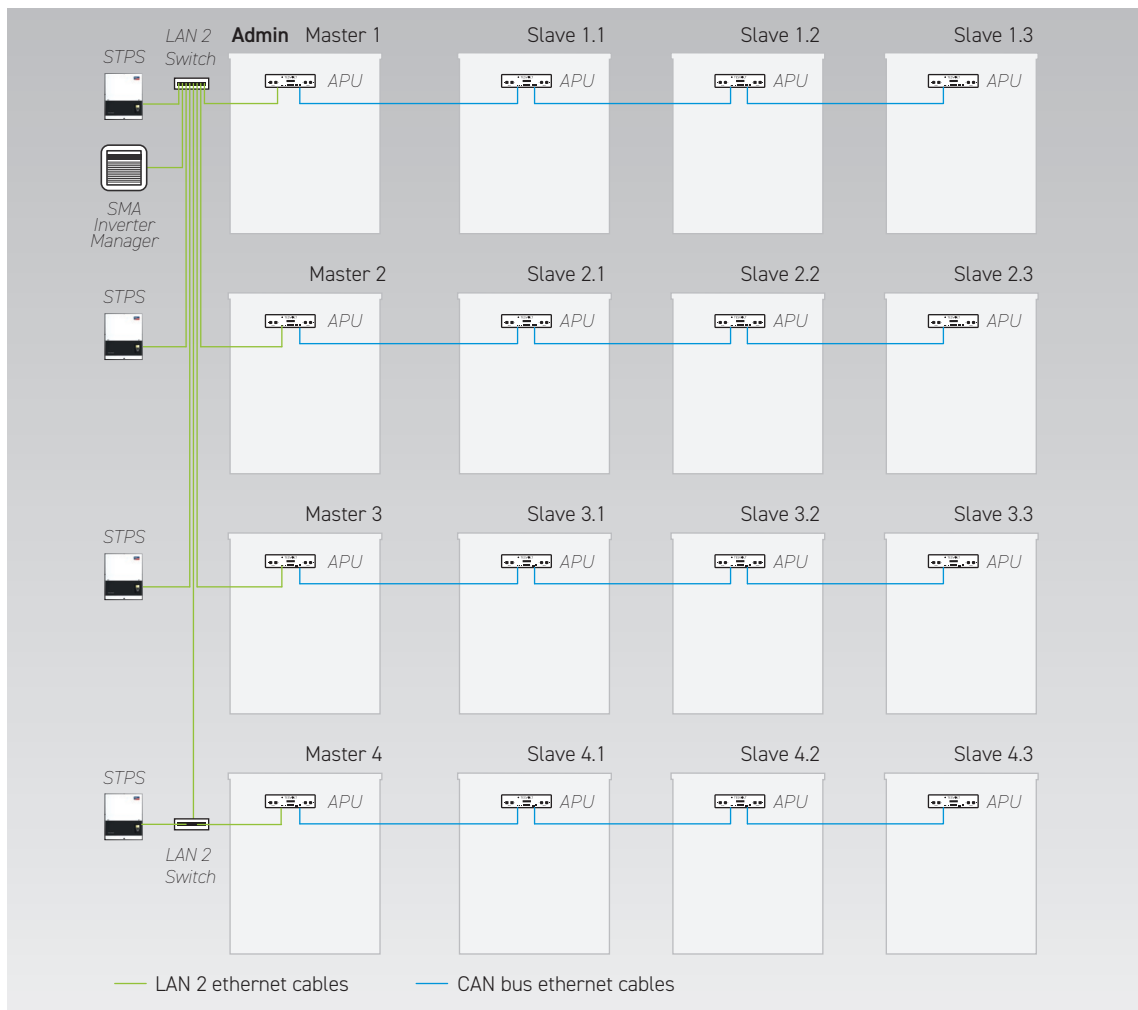 LAN 2
Switch
Admin Master 1
Slave 1.1
Slave 1.2
Slave 1.3
STPS
APU
APU
APU
APU
SMA
Inverter
Manager
Master 2
Slave 2.1
Slave 2.2
Slave 2.3
STPS
APU
APU
APU
APU
Master 3
Slave 3.1
Slave 3.2
Slave 3.3
STPS
APU
APU
APU
APU
Master 4
Slave 4.1
Slave 4.2
Slave 4.3
STPS
APU
APU
APU
APU
LAN 2
Switch
LAN 2 ethernet cables
CAN bus ethernet cables